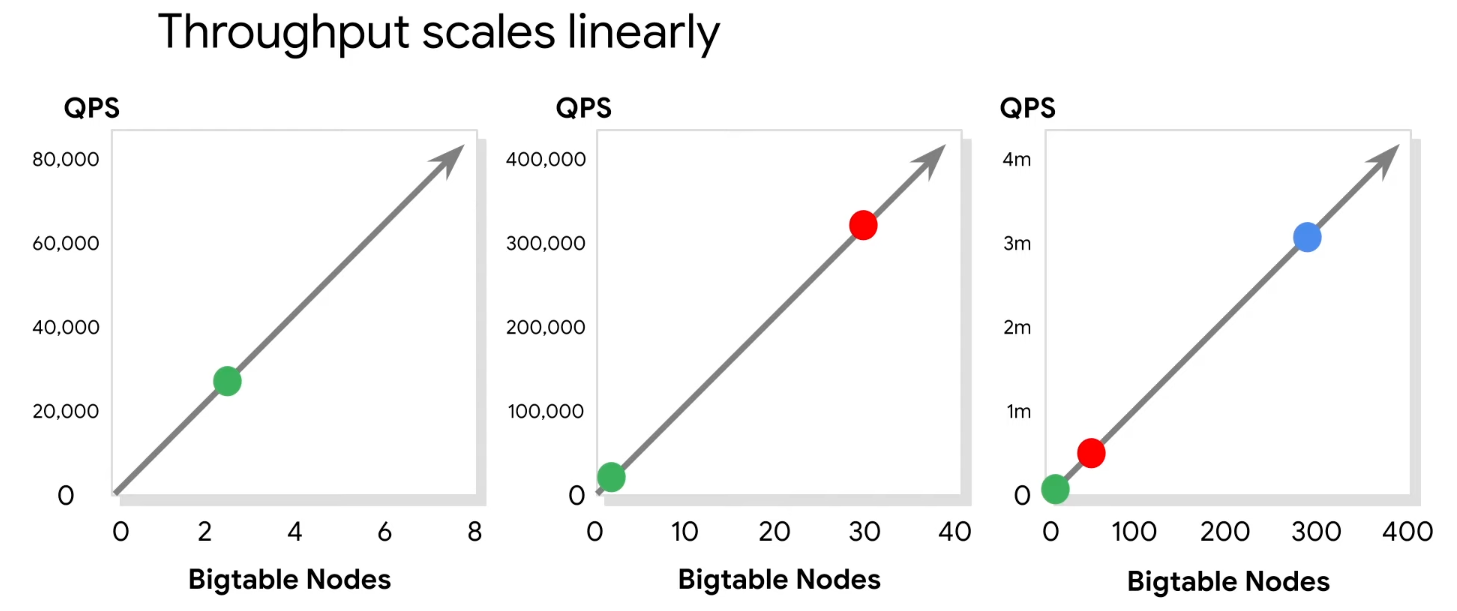 Throughput scales linearly
QPS
80,000
60,000
40,000
20,000
0
0 2 4 6 8
Bigtable Nodes
QPS
400,000
300,000
200,000
100,000
0
0 10 20 30 40
Bigtable Nodes
QPS
4m
3m
2m
1m
0
0 100 200 300 400
Bigtable Nodes